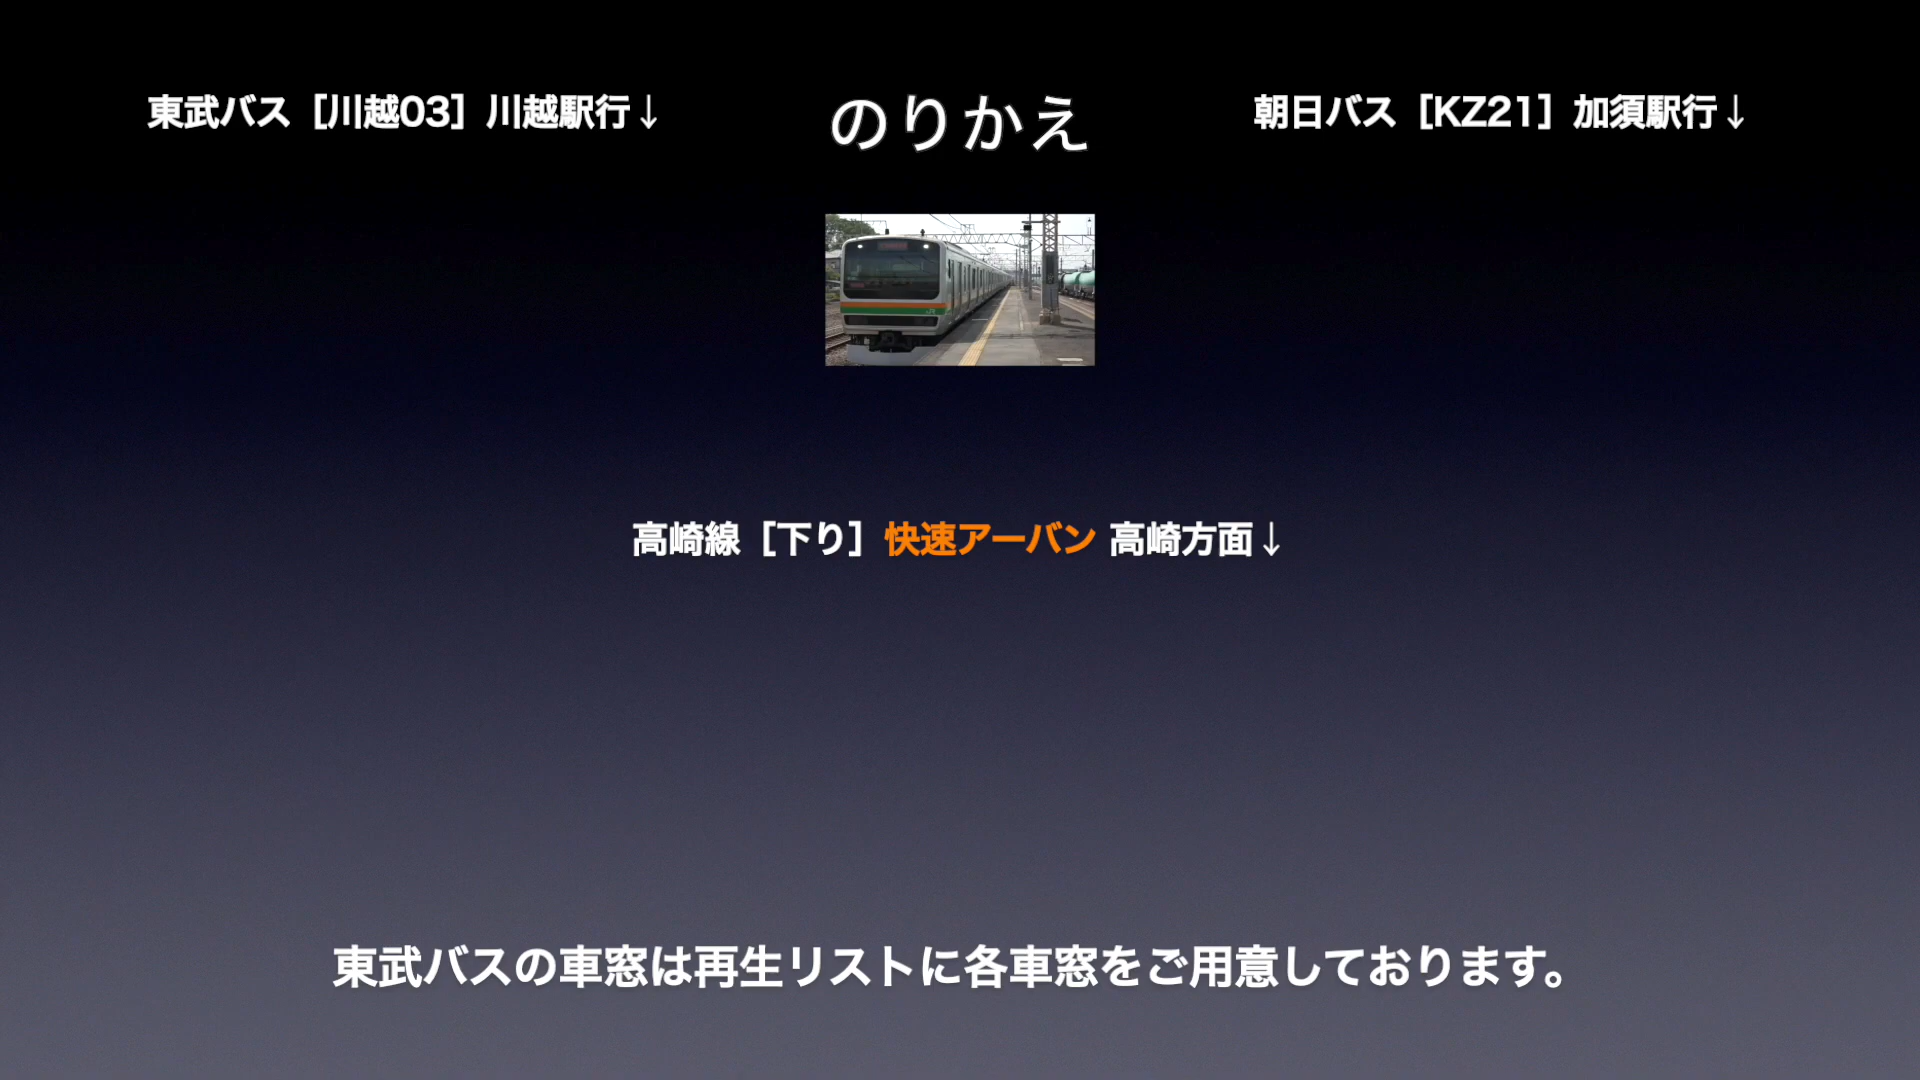 東武バス［川越03］川越駅行↓
のりかえ
朝日バス［KZ21］加須駅行↓
高崎線［下り］快速アーバン 高崎方面↓
東武バスの車窓は再生リストに各車窓をご用意しております。